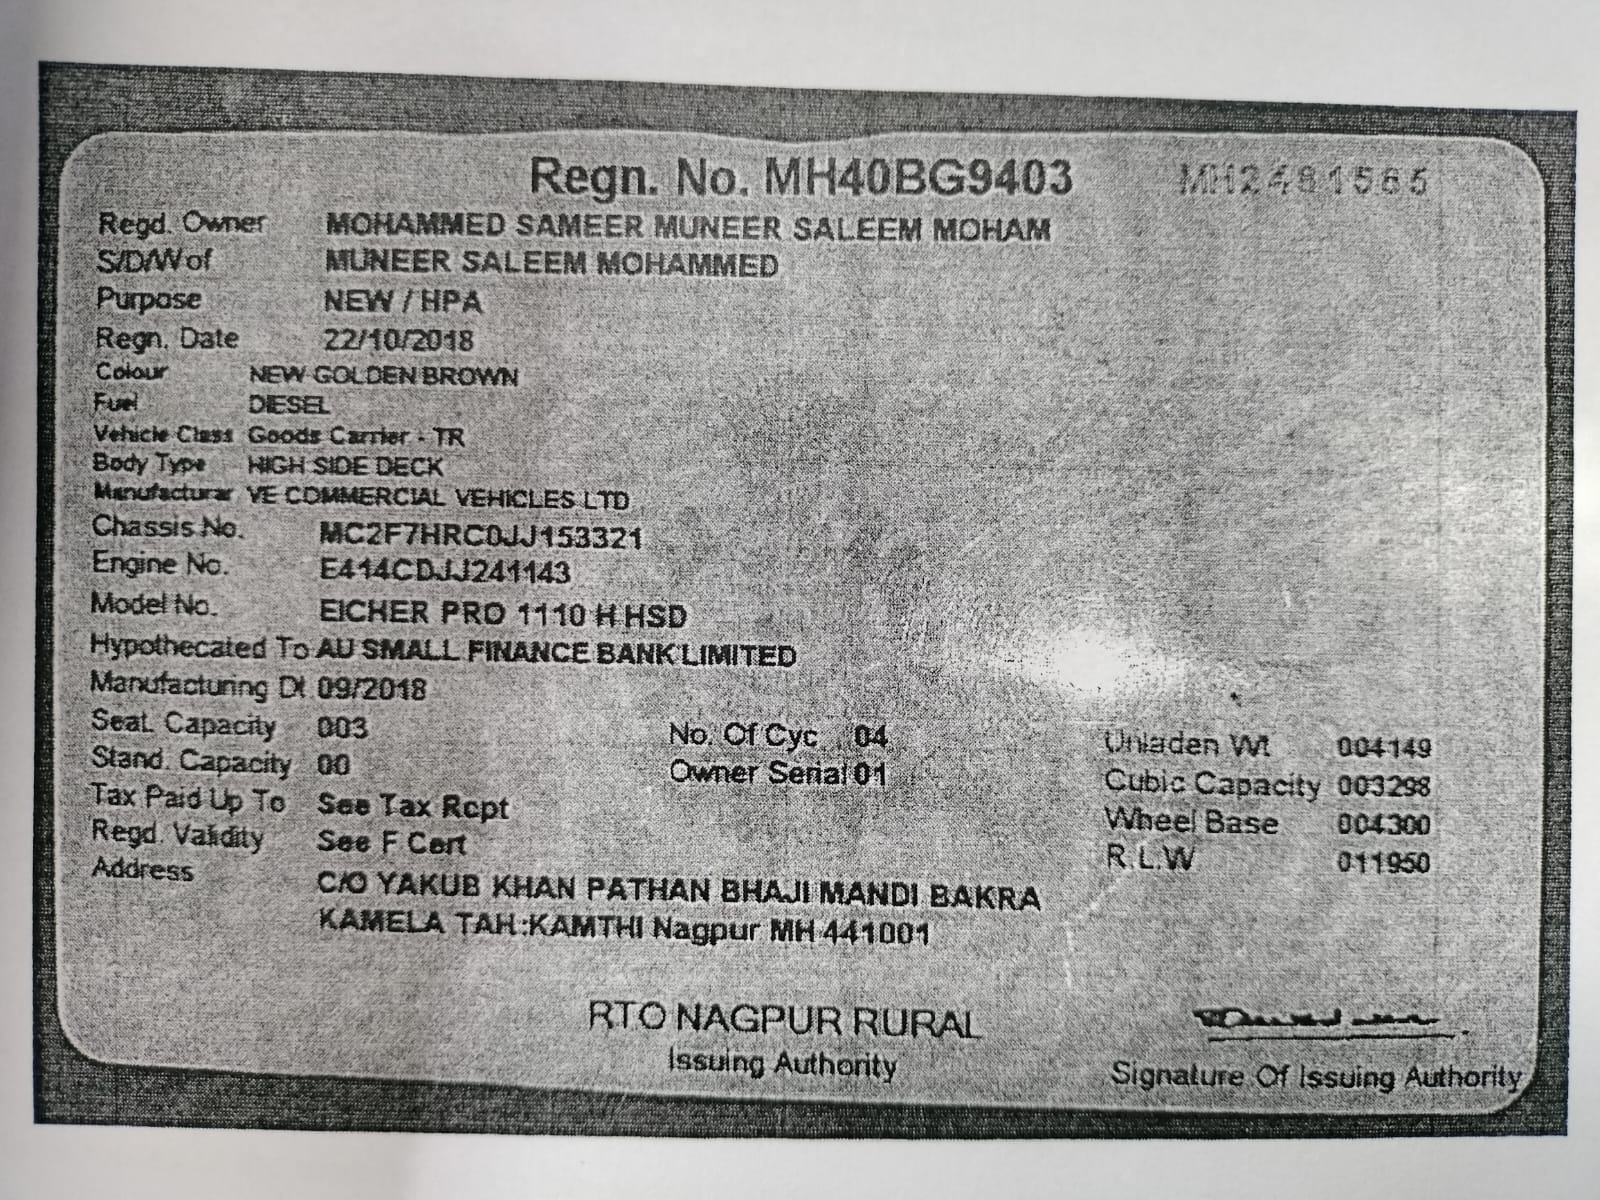 Regn. No. MH40BG9403 MH2481565
Regd. Owner MOHAMMED SAMEER MUNEER SALEEM MOHAM
S/D/W of MUNEER SALEEM MOHAMMED
Purpose NEW / HPA
Regn. Date 22/10/2018
Colour NEW GOLDEN BROWN
Fuel DIESEL
Vehicle Class Goods Carrier - TR
Body Type HIGH SIDE DECK
Manufacturar VE COMMERCIAL VEHICLES LTD
Chassis No. MC2F7HRC0JJ153321
Engine No. E414CDJJ241143
Model No. EICHER PRO 1110 H HSD
Hypothecated To AU SMALL FINANCE BANK LIMITED
Manufacturing Dt 09/2018
Seat. Capacity 003 No. Of Cyc 04 Unladen Wt 004149
Stand. Capacity 00 Owner Serial 01 Cubic Capacity 003298
Tax Paid Up To See Tax Rcpt Wheel Base 004300
Regd. Validity See F Cert R.L.W 011950
Address C/O YAKUB KHAN PATHAN BHAJI MANDI BAKRA
KAMELA TAH:KAMTHI Nagpur MH 441001
RTO NAGPUR RURAL
Issuing Authority
Signature Of Issuing Authority